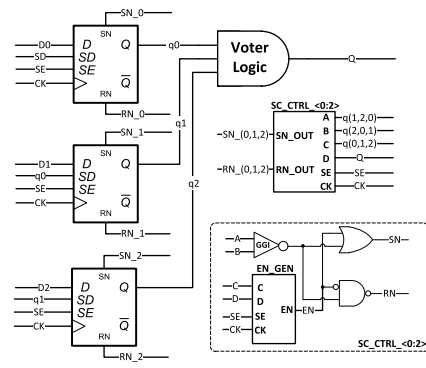 SN_0
D0
D
SN
Q
q0
SD
SD
SE
SE
CK
Q
RN
RN_0
Voter
Logic
Q
SN_1
q1
D1
D
SN
Q
q0
SD
SE
SE
CK
Q
RN
RN_1
q2
SC_CTRL_<0:2>
SN_(0,1,2)
SN_OUT
RN_(0,1,2)
RN_OUT
A
q(1,2,0)
B
q(2,0,1)
C
q(0,1,2)
D
Q
SE
SE
CK
CK
SN_2
D2
D
SN
Q
q1
SD
SE
SE
CK
Q
RN
RN_2
A
B
GGI
SN
RN
EN_GEN
C
C
D
D
SE
SE
CK
CK
EN
EN
SC_CTRL_<0:2>